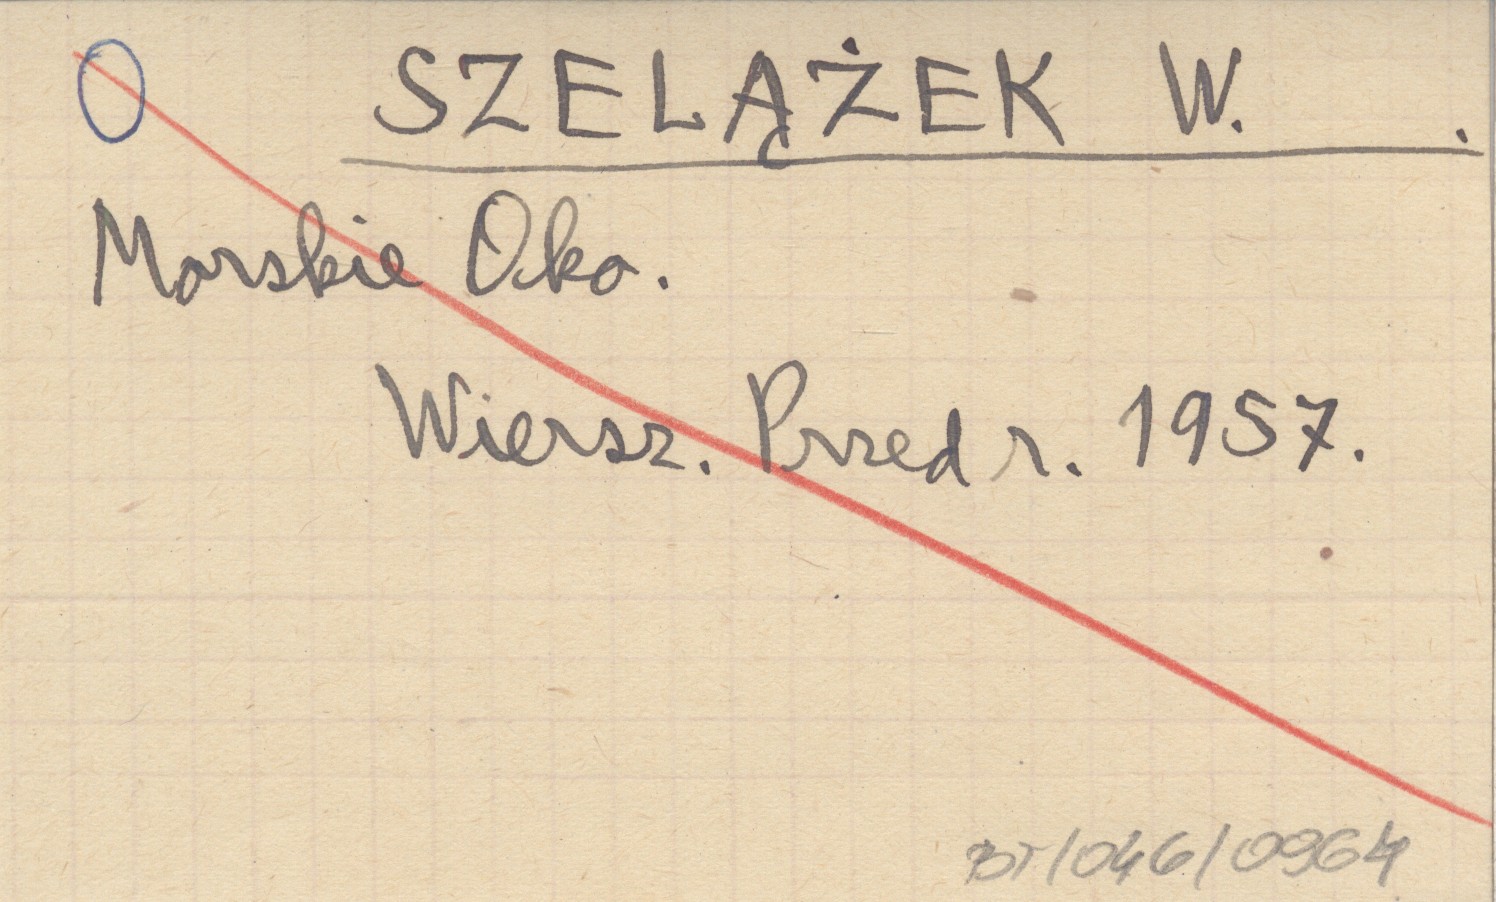 O SZELĄŻEK W. .
Morskie Oko.
Wiersz. Przed r. 1957.
BT/046/0964